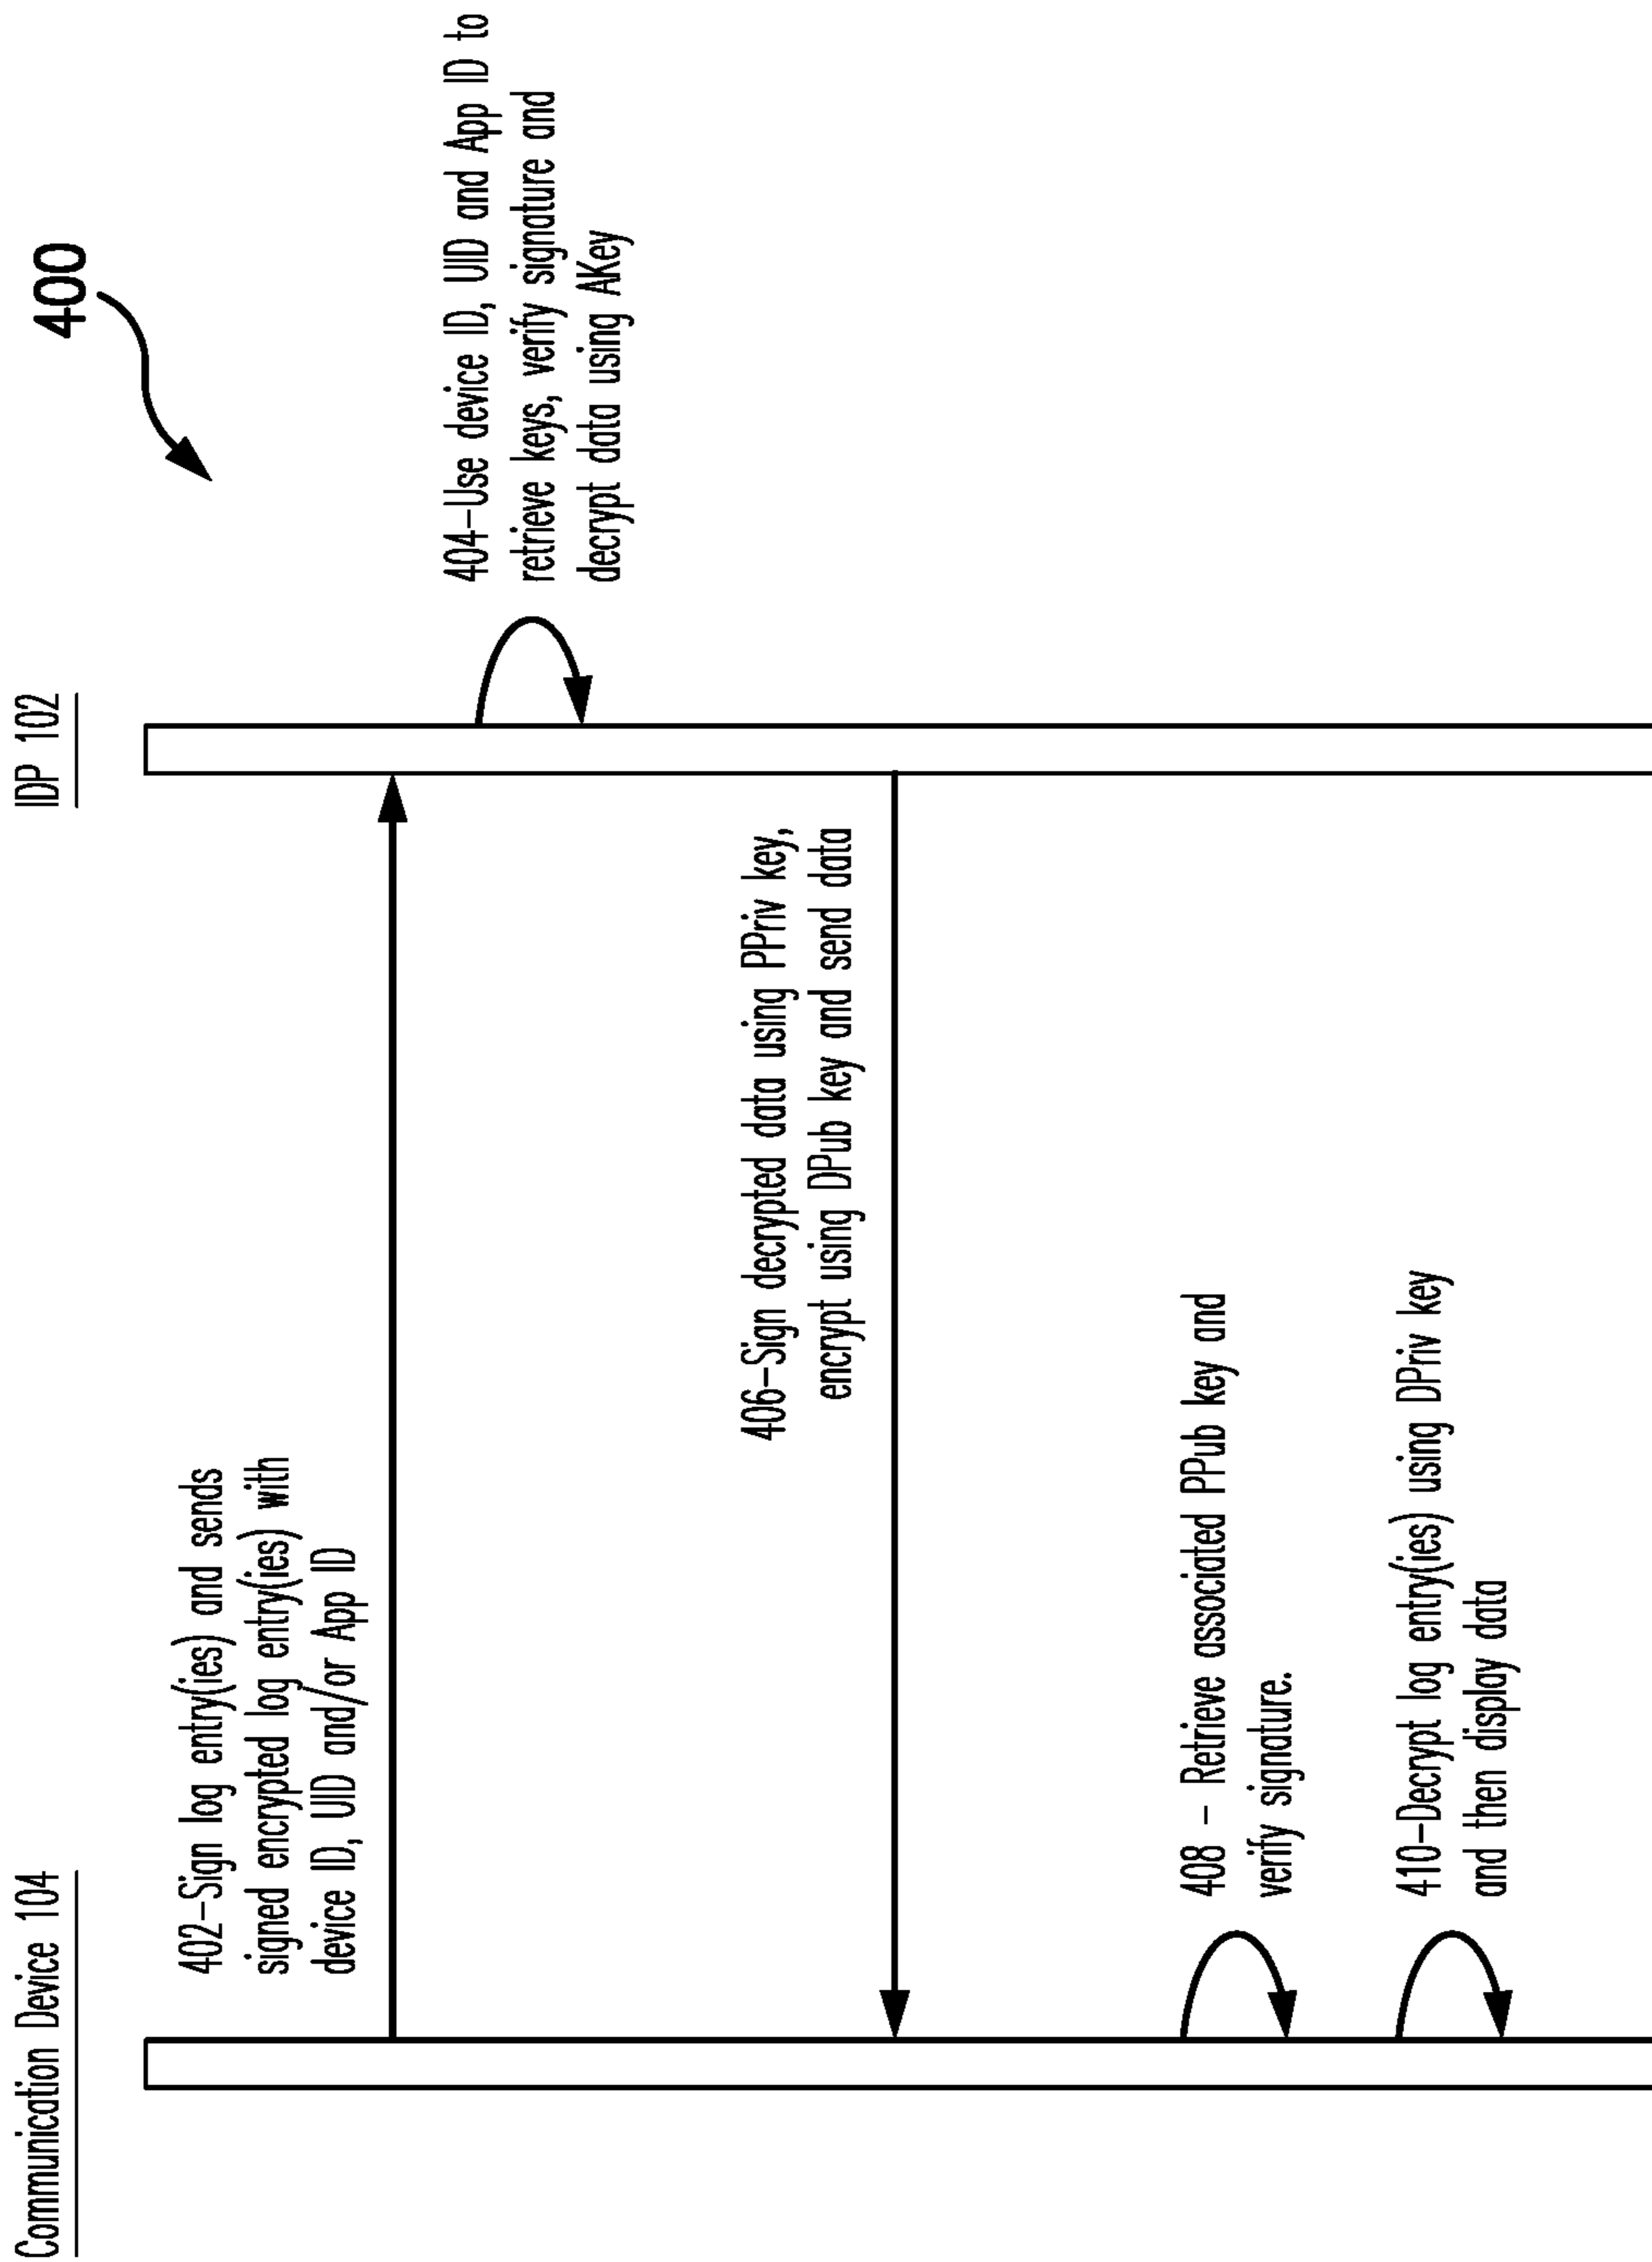 400
Communication Device 104
IDP 102
402-Sign log entry(ies) and sends
signed encrypted log entry(ies) with
device ID, UID and/or App ID
404-Use device ID, UID and App ID to
retrieve keys, verify signature and
decrypt data using AKey
406-Sign decrypted data using PPriv key,
encrypt using DPub key and send data
408 - Retrieve associated PPub key and
verify signature.
410-Decrypt log entry(ies) using DPriv key
and then display data